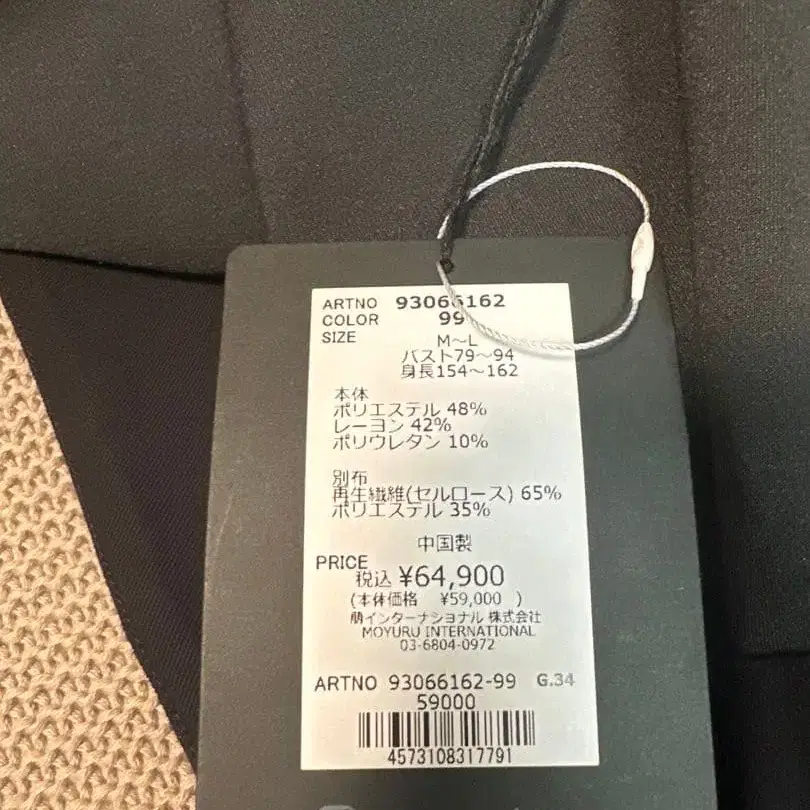 ARTNO 93066162
COLOR 99
SIZE M～L
バスト79～94
身長154～162
本体
ポリエステル 48%
レーヨン 42%
ポリウレタン 10%
別布
再生繊維(セルロース) 65%
ポリエステル 35%
中国製
PRICE
税込 ¥64,900
(本体価格 ¥59,000 )
萌インターナショナル 株式会社
MOYURU INTERNATIONAL
03-6804-0972
ARTNO 93066162-99 G.34
59000
4573108317791